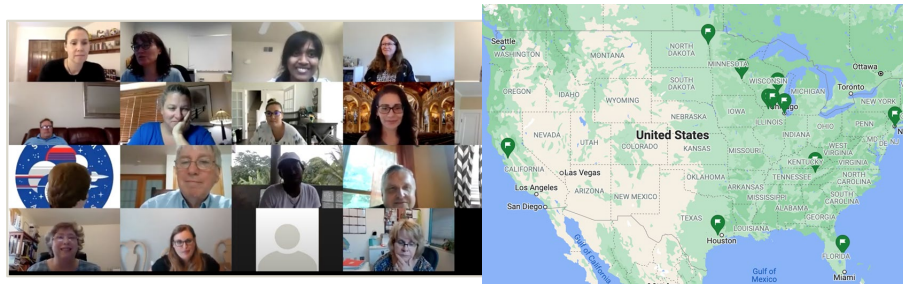 Seattle
WASHINGTON
NORTH
DAKOTA
MONTANA
MINNESOTA
Ottawa
SOUTH
DAKOTA
WISCONSIN
OREGON
IDAHO
WYOMING
MICHIGAN
Toronto
NEW YORK
IOWA
NEBRASKA
ILLINOIS
NEVADA
United States
INDIANA
OHIO
PENN
UTAH
COLORADO
KANSAS
MISSOURI
WEST
VIRGINIA
KENTUCKY
VIRGINIA
CALIFORNIA
Las Vegas
OKLAHOMA
TENNESSEE
NORTH
CAROLINA
Los Angeles
ARIZONA
NEW MEXICO
ARKANSAS
SOUTH
CAROLINA
San Diego
MISSISSIPPI
ALABAMA
GEORGIA
TEXAS
LOUISIANA
Houston
Gulf of
California
FLORIDA
Gulf of
Mexico
Miami